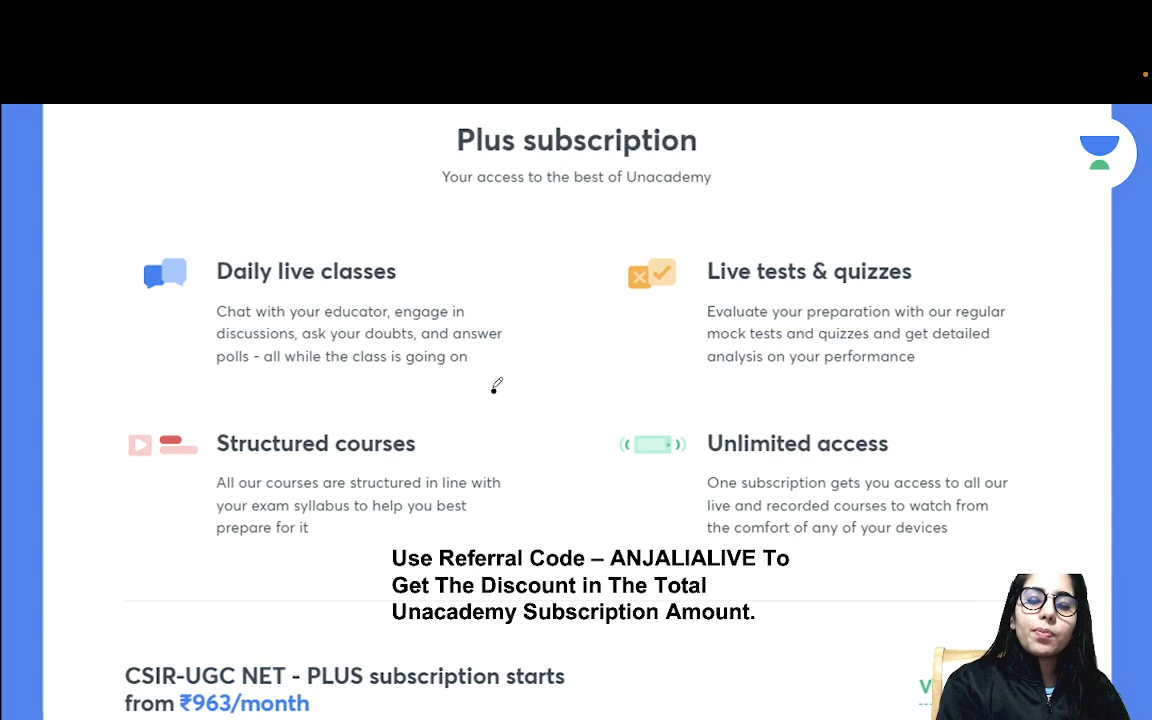 Plus subscription
Your access to the best of Unacademy
Daily live classes
Chat with your educator, engage in
discussions, ask your doubts, and answer
polls - all while the class is going on
Live tests & quizzes
Evaluate your preparation with our regular
mock tests and quizzes and get detailed
analysis on your performance
Structured courses
All our courses are structured in line with
your exam syllabus to help you best
prepare for it
Unlimited access
One subscription gets you access to all our
live and recorded courses to watch from
the comfort of any of your devices
Use Referral Code – ANJALIALIVE To
Get The Discount in The Total
Unacademy Subscription Amount.
CSIR-UGC NET - PLUS subscription starts
from ₹963/month